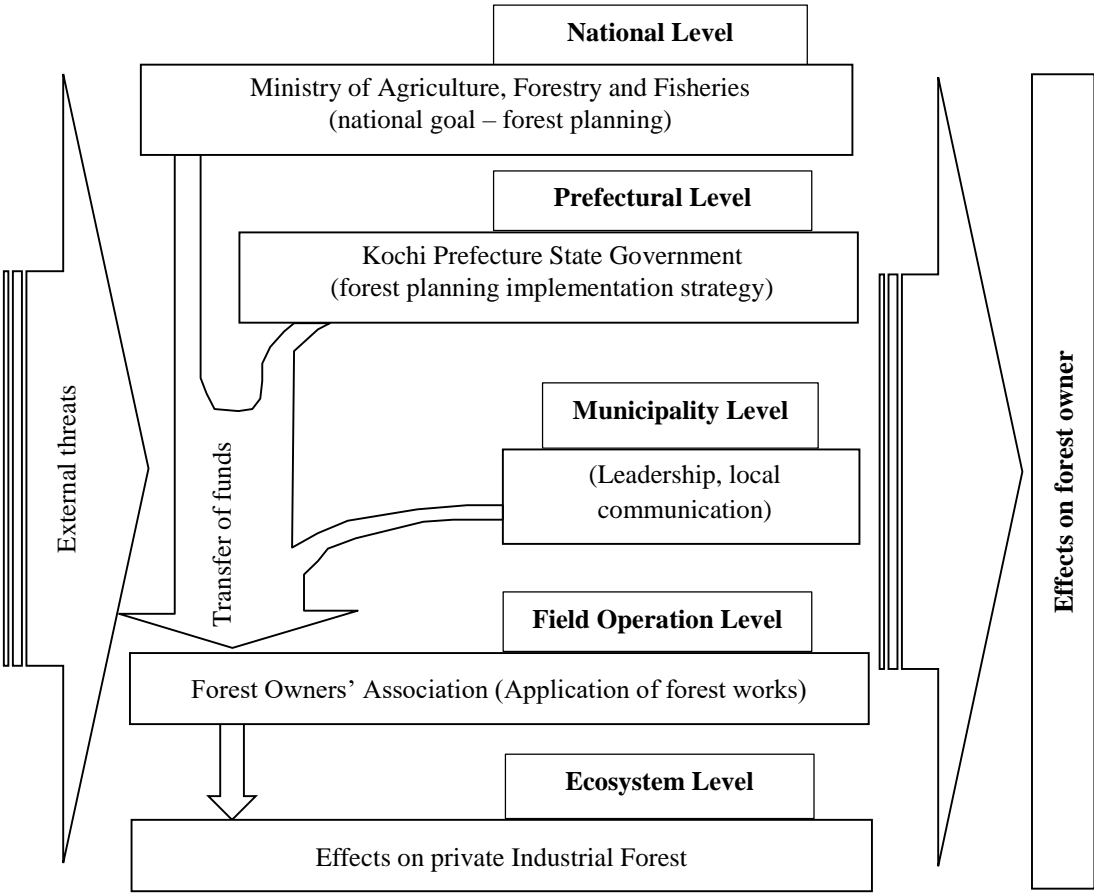 National Level
Ministry of Agriculture, Forestry and Fisheries
(national goal – forest planning)
Prefectural Level
Kochi Prefecture State Government
(forest planning implementation strategy)
Municipality Level
(Leadership, local
communication)
External threats
Transfer of funds
Effects on forest owner
Field Operation Level
Forest Owners’ Association (Application of forest works)
Ecosystem Level
Effects on private Industrial Forest